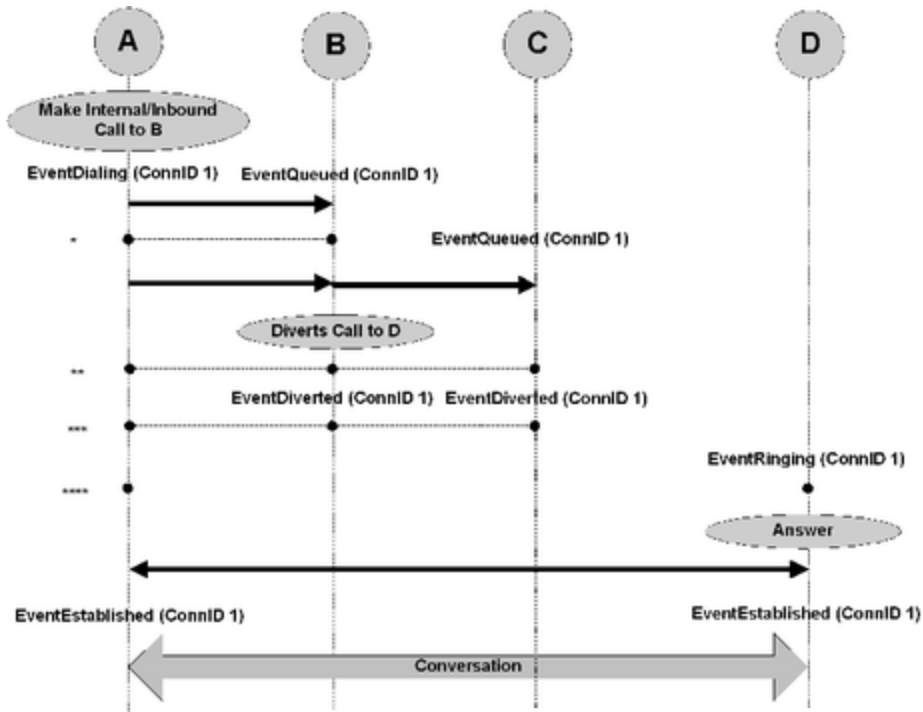 A
B
C
D
Make Internal/Inbound
Call to B
EventDialing (ConnID 1)
EventQueued (ConnID 1)
*
EventQueued (ConnID 1)
Diverts Call to D
**
EventDiverted (ConnID 1)
EventDiverted (ConnID 1)
***
EventRinging (ConnID 1)
****
Answer
EventEstablished (ConnID 1)
EventEstablished (ConnID 1)
Conversation